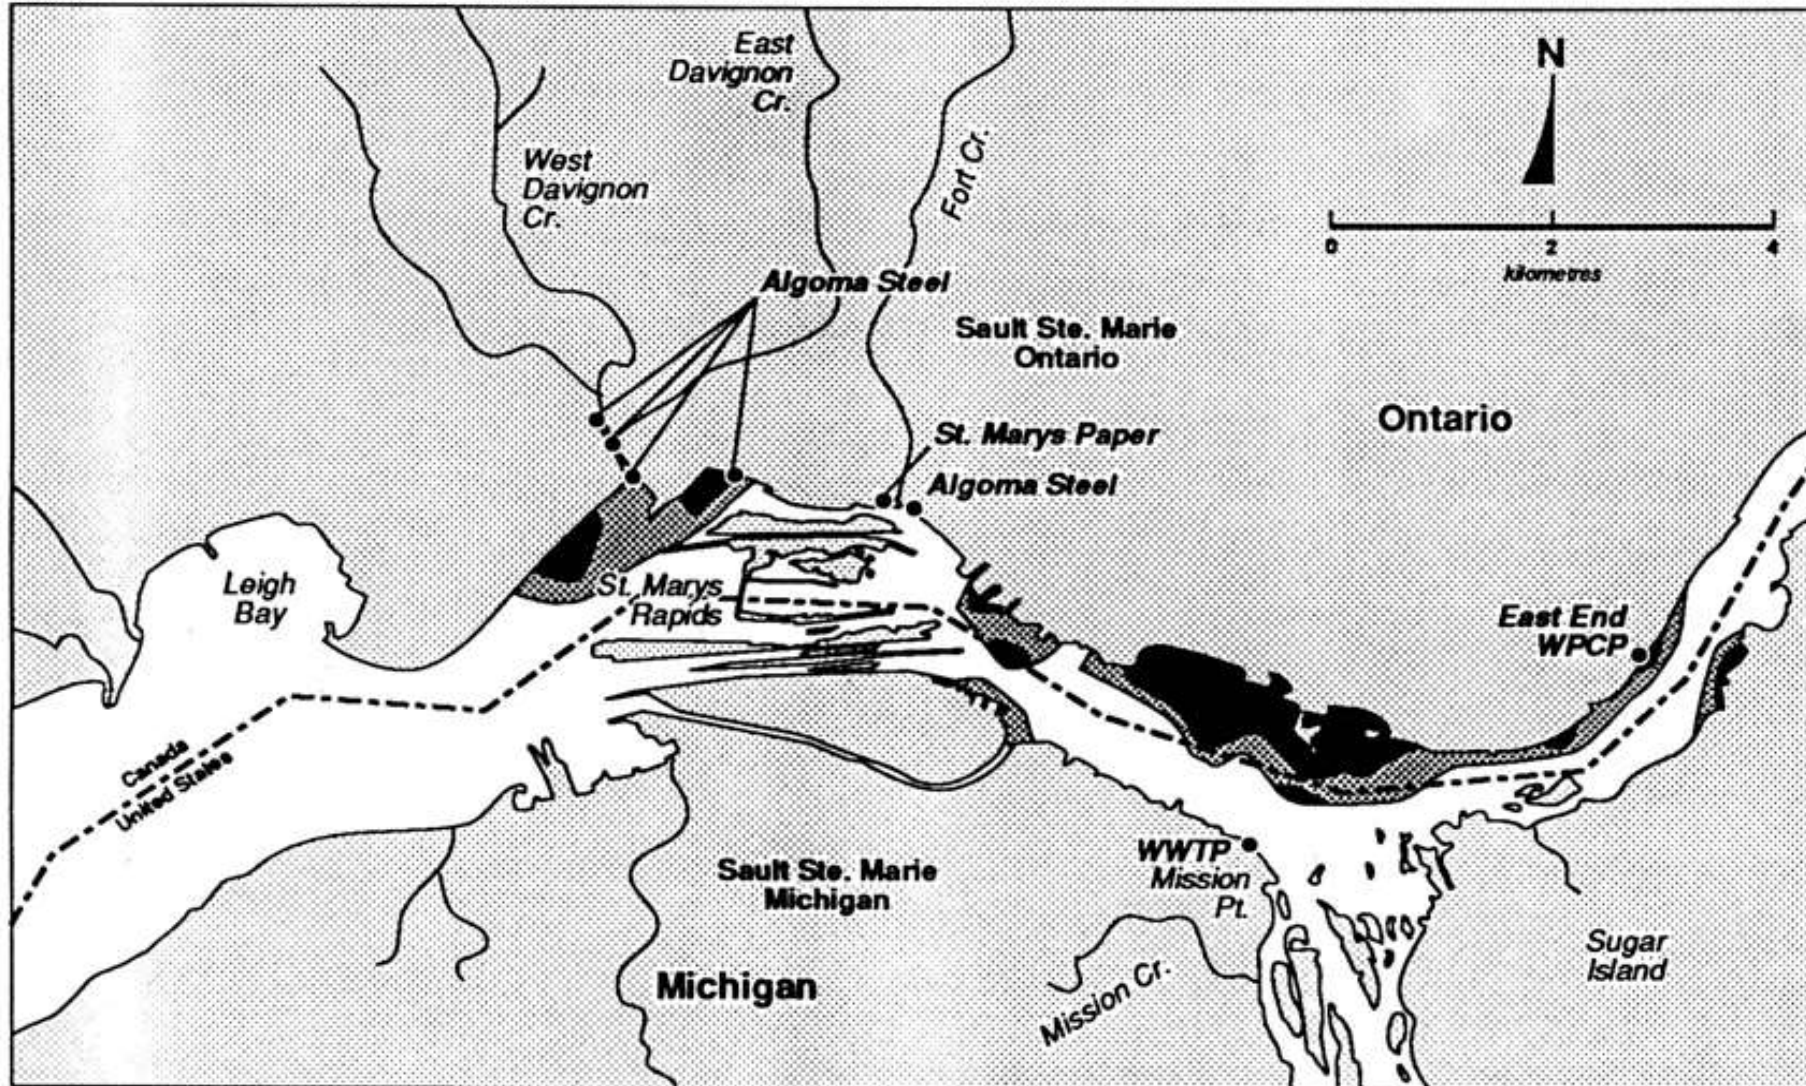 East
Davignon
Cr.
N
Fort Cr.
West
Davignon
Cr.
0
2
4
kilometres
Algoma Steel
Sault Ste. Marie
Ontario
Ontario
St. Marys Paper
Algoma Steel
Leigh
Bay
St. Marys
Rapids
East End
WPCP
Canada
United States
WWTP
Mission
Pt.
Sault Ste. Marie
Michigan
Sugar
Island
Michigan
Mission Cr.